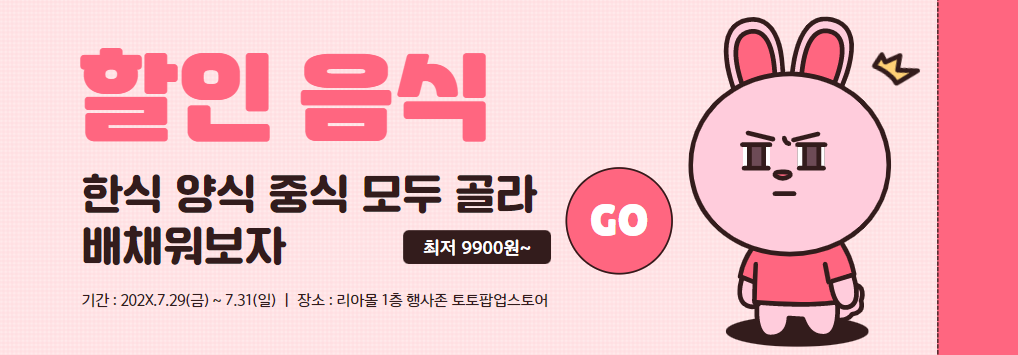 할인 음식
한식 양식 중식 모두 골라
배채워보자
최저 9900원~
GO
기간 : 202X.7.29(금) ~ 7.31(일) | 장소 : 리아몰 1층 행사존 토토팝업스토어